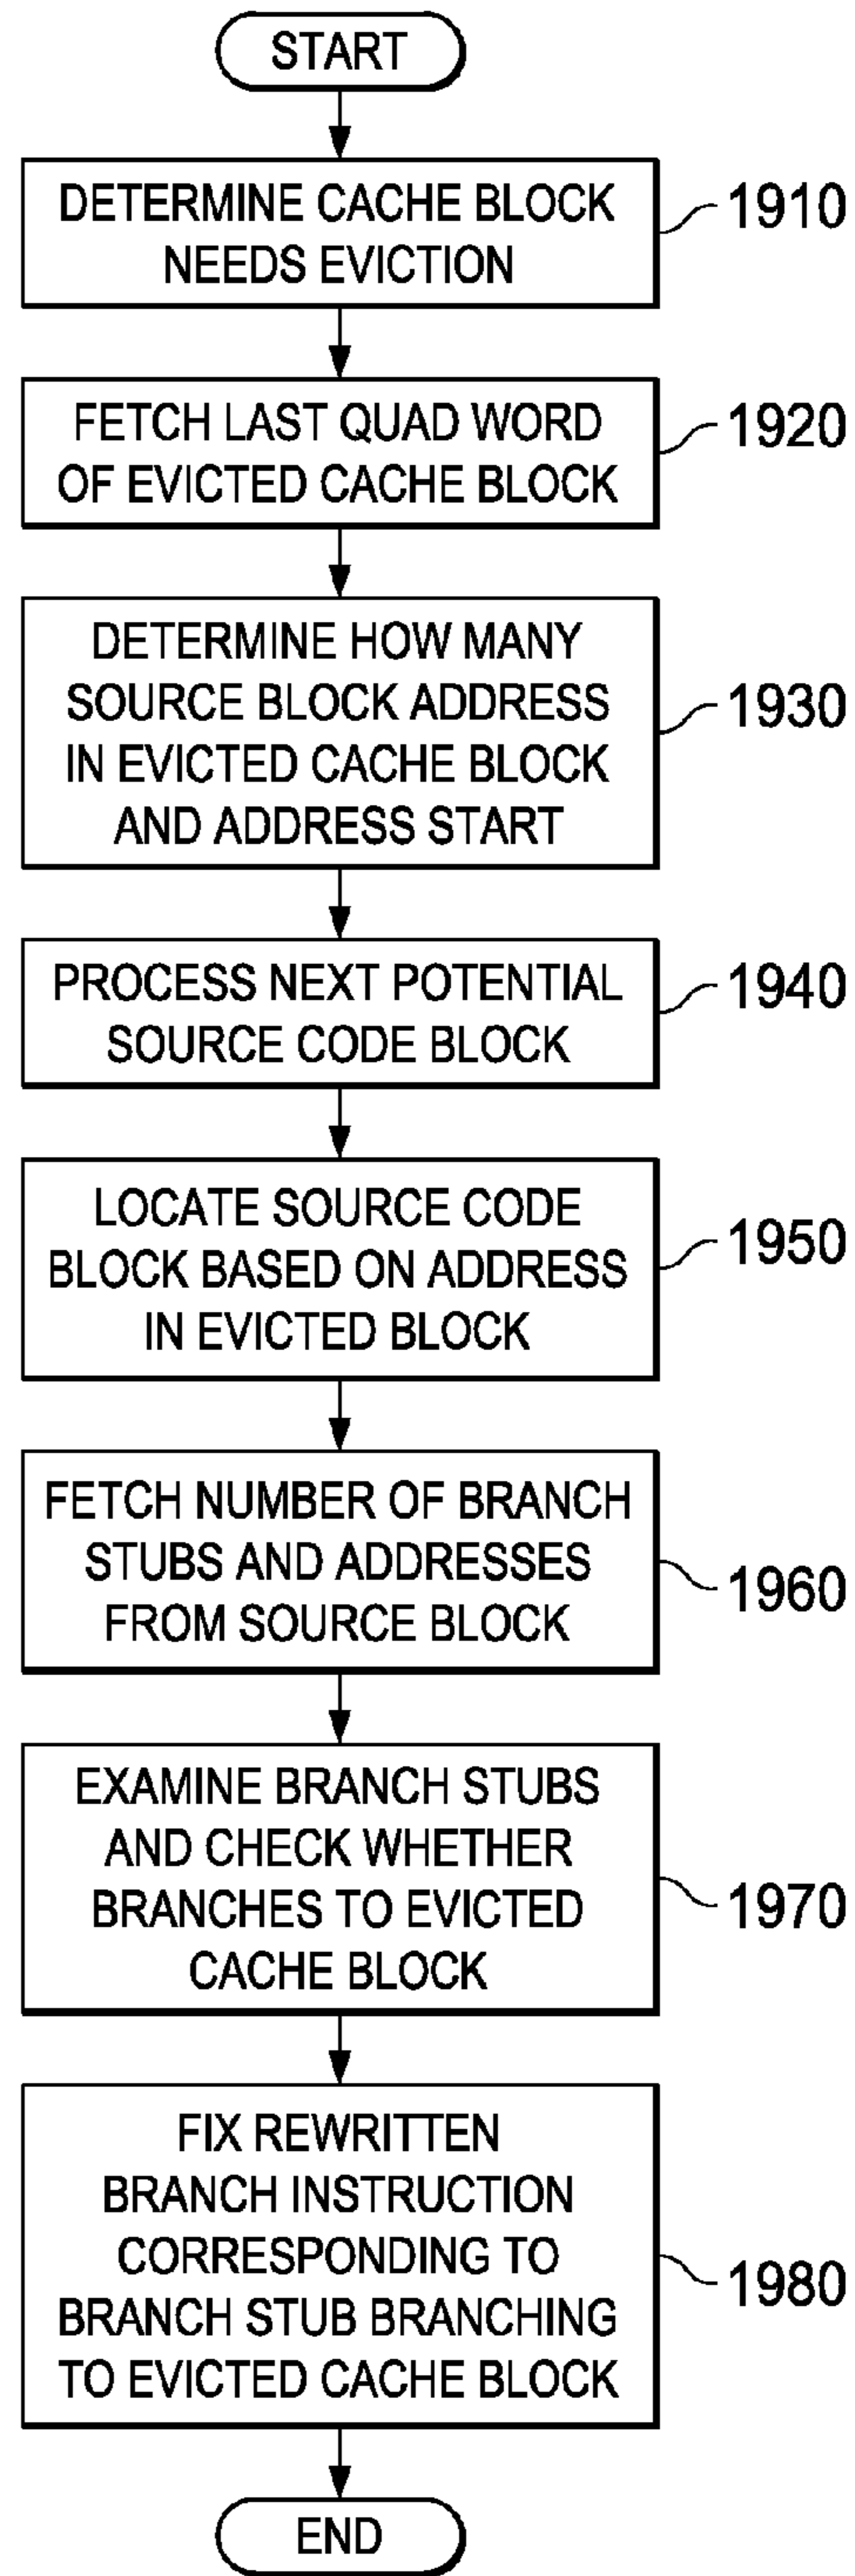 START
DETERMINE CACHE BLOCK
NEEDS EVICTION
1910
FETCH LAST QUAD WORD
OF EVICTED CACHE BLOCK
1920
DETERMINE HOW MANY
SOURCE BLOCK ADDRESS
IN EVICTED CACHE BLOCK
AND ADDRESS START
1930
PROCESS NEXT POTENTIAL
SOURCE CODE BLOCK
1940
LOCATE SOURCE CODE
BLOCK BASED ON ADDRESS
IN EVICTED BLOCK
1950
FETCH NUMBER OF BRANCH
STUBS AND ADDRESSES
FROM SOURCE BLOCK
1960
EXAMINE BRANCH STUBS
AND CHECK WHETHER
BRANCHES TO EVICTED
CACHE BLOCK
1970
FIX REWRITTEN
BRANCH INSTRUCTION
CORRESPONDING TO
BRANCH STUB BRANCHING
TO EVICTED CACHE BLOCK
1980
END